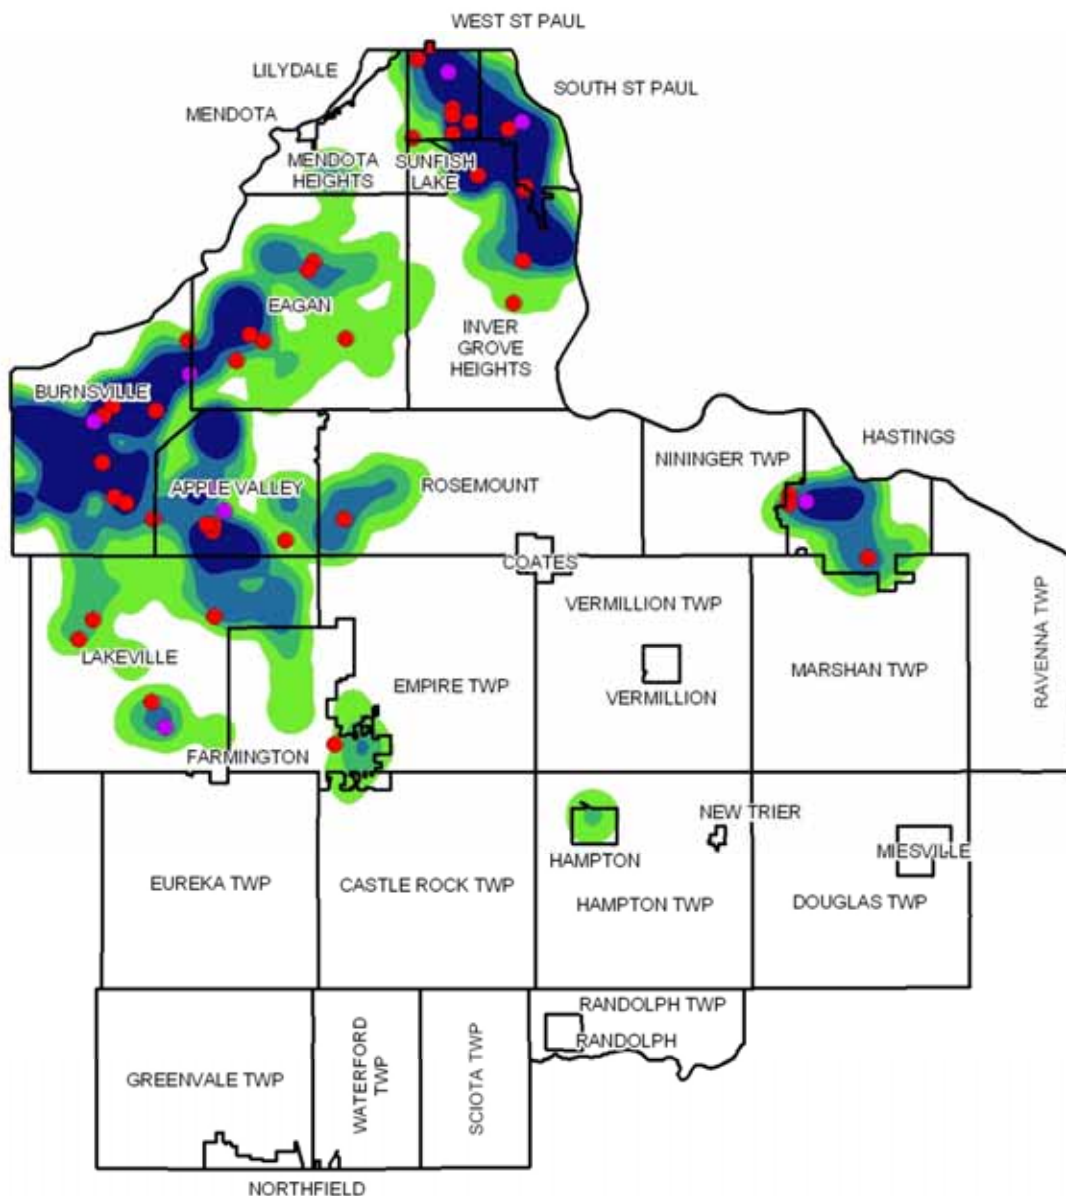 WEST ST PAUL
LILYDALE
SOUTH ST PAUL
MENDOTA
MENDOTA
HEIGHTS
SUNFISH
LAKE
EAGAN
INVER
GROVE
HEIGHTS
BURNSVILLE
HASTINGS
NININGER TWP
APPLE VALLEY
ROSEMOUNT
COATES
VERMILLION TWP
RAVENNA TWP
LAKEVILLE
EMPIRE TWP
VERMILLION
MARSHAN TWP
FARMINGTON
NEW TRIER
HAMPTON
MIESVILLE
EUREKA TWP
CASTLE ROCK TWP
HAMPTON TWP
DOUGLAS TWP
RANDOLPH TWP
RANDOLPH
GREENVALE TWP
WATERFORD
TWP
SCIOTA TWP
NORTHFIELD